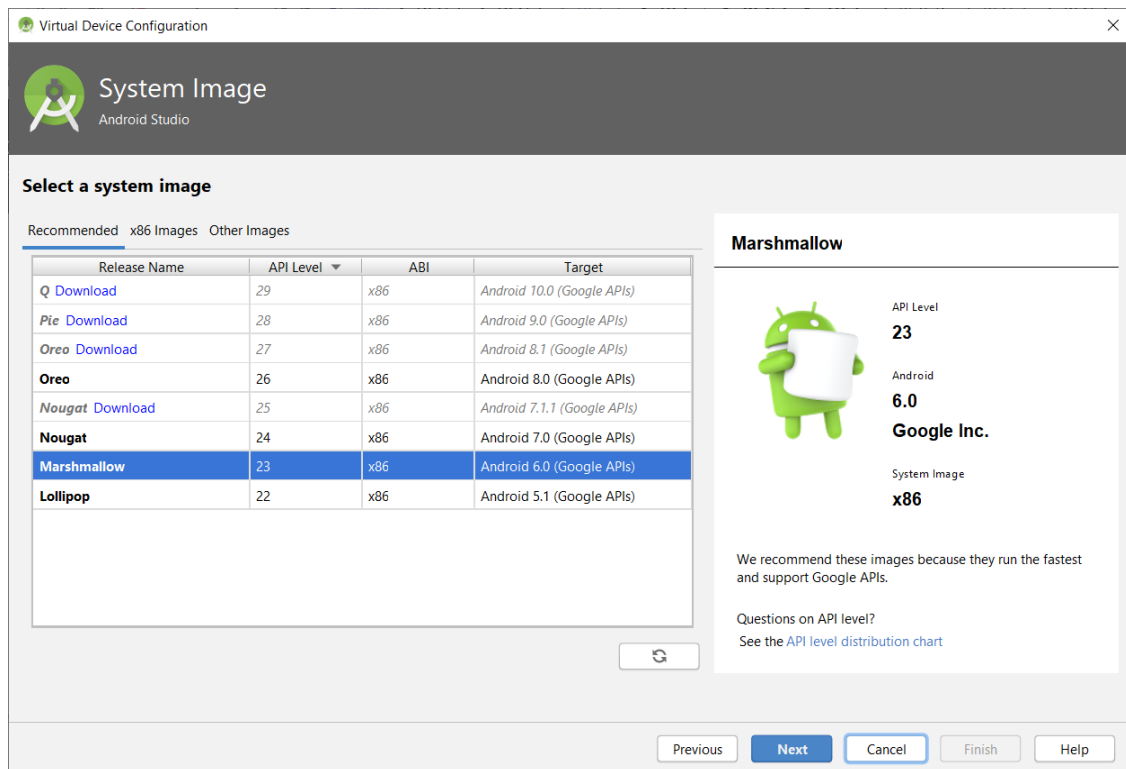 Virtual Device Configuration
System Image
Android Studio
Select a system image
Recommended x86 Images Other Images
Release Name API Level ABI Target
Q Download 29 x86 Android 10.0 (Google APIs)
Pie Download 28 x86 Android 9.0 (Google APIs)
Oreo Download 27 x86 Android 8.1 (Google APIs)
Oreo 26 x86 Android 8.0 (Google APIs)
Nougat Download 25 x86 Android 7.1.1 (Google APIs)
Nougat 24 x86 Android 7.0 (Google APIs)
Marshmallow 23 x86 Android 6.0 (Google APIs)
Lollipop 22 x86 Android 5.1 (Google APIs)
Marshmallow
API Level
23
Android
6.0
Google Inc.
System Image
x86
We recommend these images because they run the fastest
and support Google APIs.
Questions on API level?
See the API level distribution chart
Previous Next Cancel Finish Help